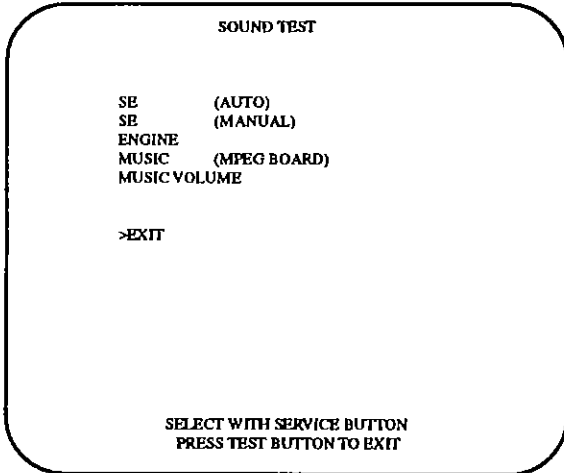 SOUND TEST
SE (AUTO)
SE (MANUAL)
ENGINE
MUSIC (MPEG BOARD)
MUSIC VOLUME
>EXIT
SELECT WITH SERVICE BUTTON
PRESS TEST BUTTON TO EXIT